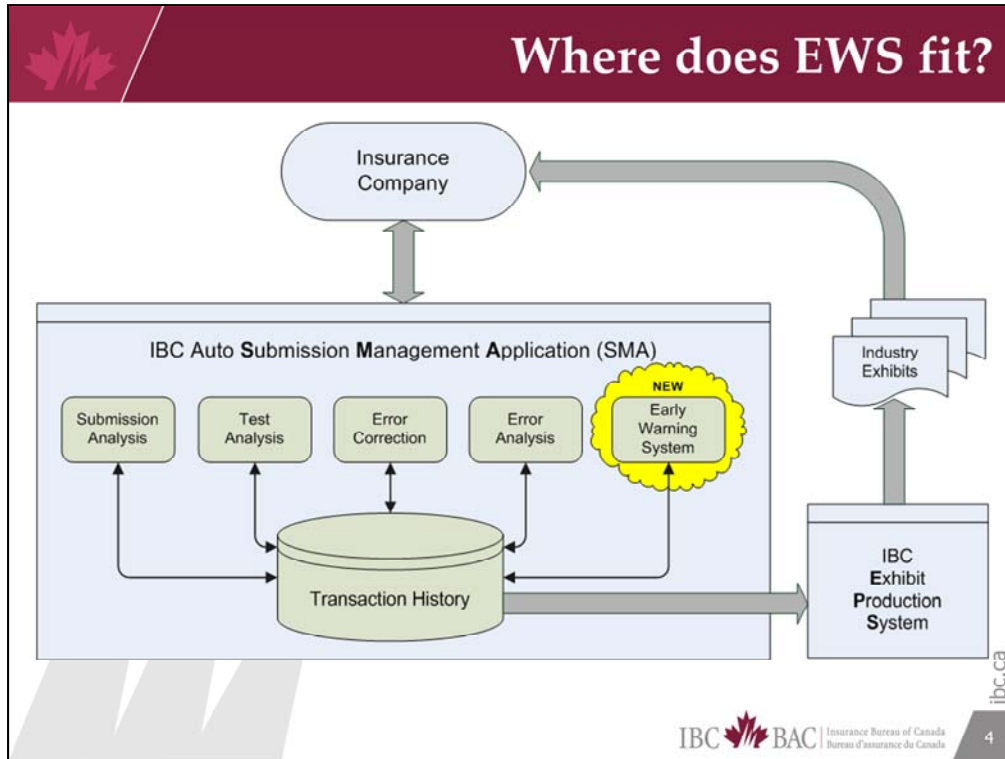 Where does EWS fit?
Insurance
Company
IBC Auto Submission Management Application (SMA)
NEW
Submission
Analysis
Test
Analysis
Error
Correction
Error
Analysis
Early
Warning
System
Transaction History
Industry
Exhibits
IBC
Exhibit
Production
System
ibc.ca
IBC BAC
Insurance Bureau of Canada
Bureau d'assurance du Canada
4